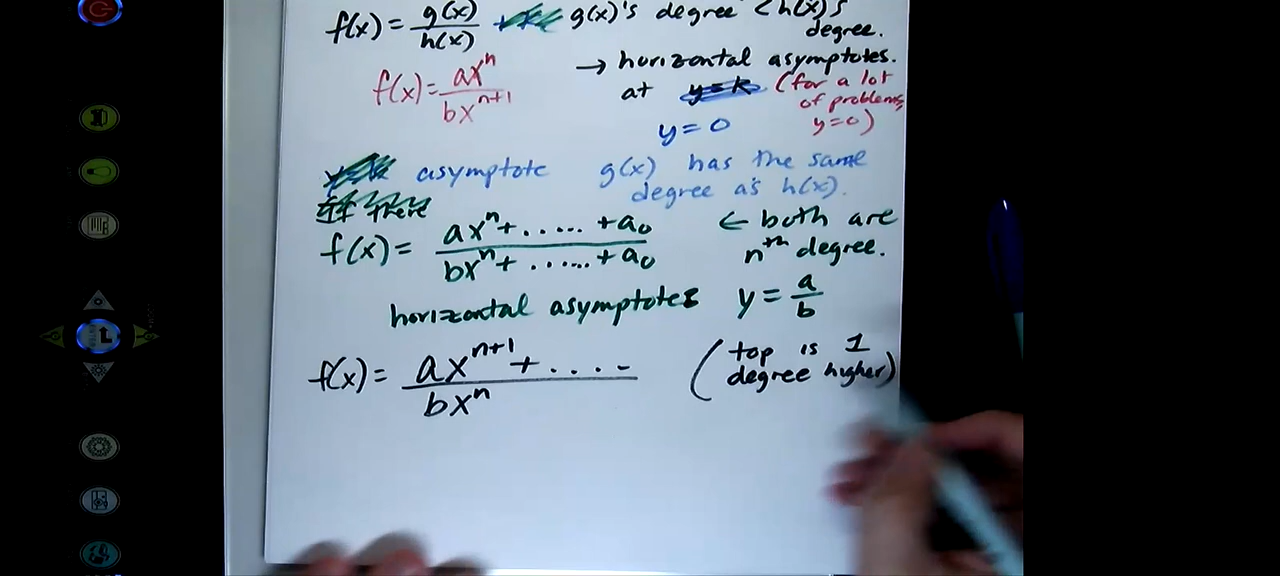 f(x) = g(x)/h(x) g(x)'s degree < h(x)'s
degree.
→ horizontal asymptotes.
f(x) = ax^n/bx^{n+1}
at y = k (for a lot
of problems,
y = 0 y=0)
asymptote g(x) has the same
degree as h(x).
If there
f(x) = ax^n + ...... + a₀ / bx^n + ...... + a₀ ← both are
nth degree.
horizontal asymptotes y = a/b
f(x) = ax^{n+1} + .... / bx^n (top is 1
degree higher)